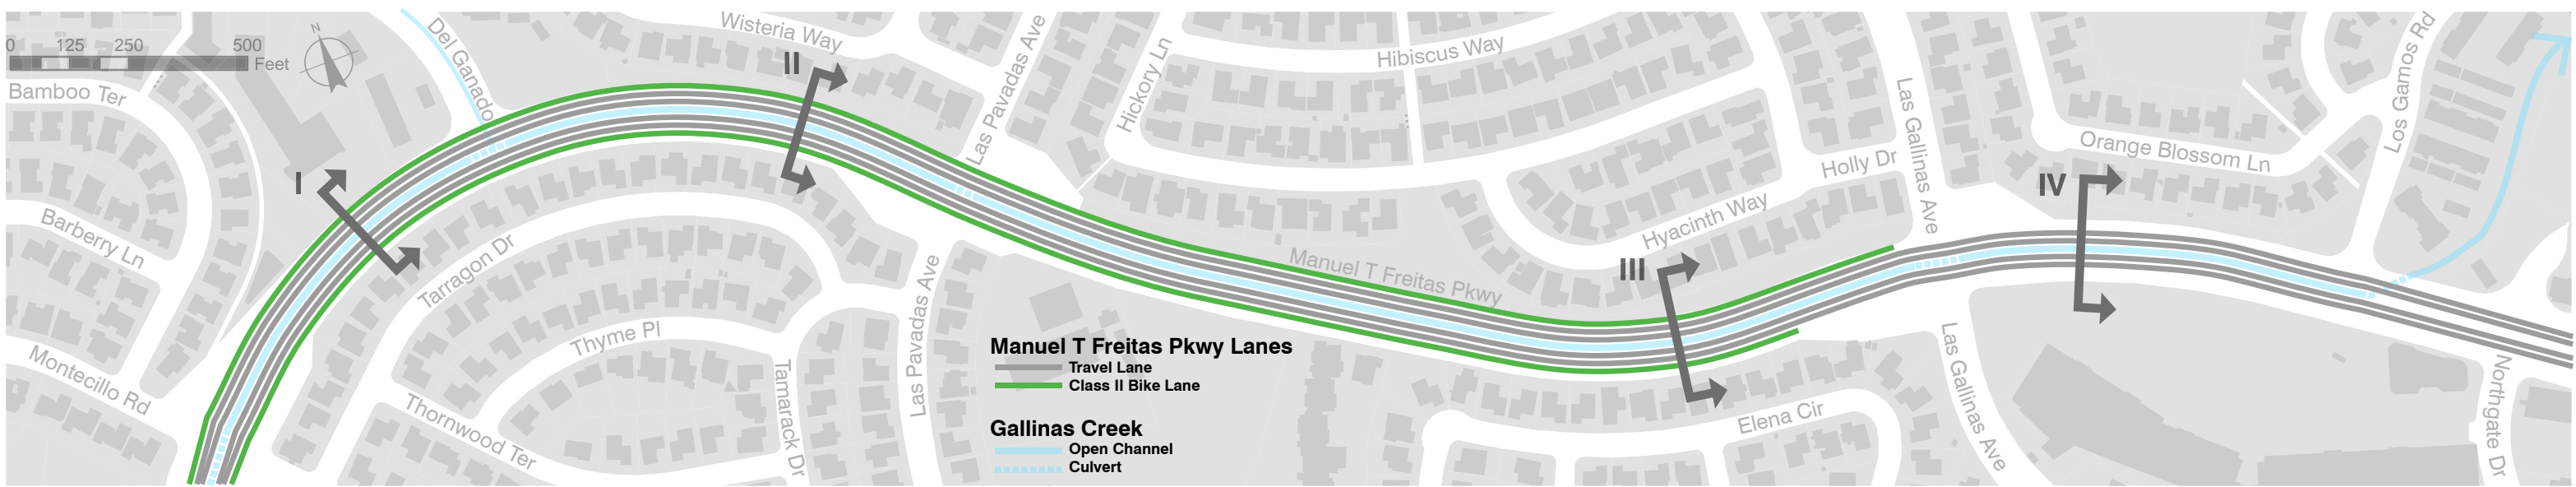 Wisteria Way
Del Ganado
N
0 125 250 500
Feet
Bamboo Ter
II
Las Pavadas Ave
Hickory Ln
Hibiscus Way
Las Gallinas Ave
Los Gamos Rd
Orange Blossom Ln
Holly Dr
I
IV
Barberry Ln
Tarragon Dr
Hyacinth Way
Manuel T Freitas Pkwy
III
Las Pavadas Ave
Thyme Pl
Montecillo Rd
Tamarack Dr
Thornwood Ter
Manuel T Freitas Pkwy Lanes
Travel Lane
Class II Bike Lane
Gallinas Creek
Open Channel
Culvert
Elena Cir
Las Gallinas Ave
Northgate Dr